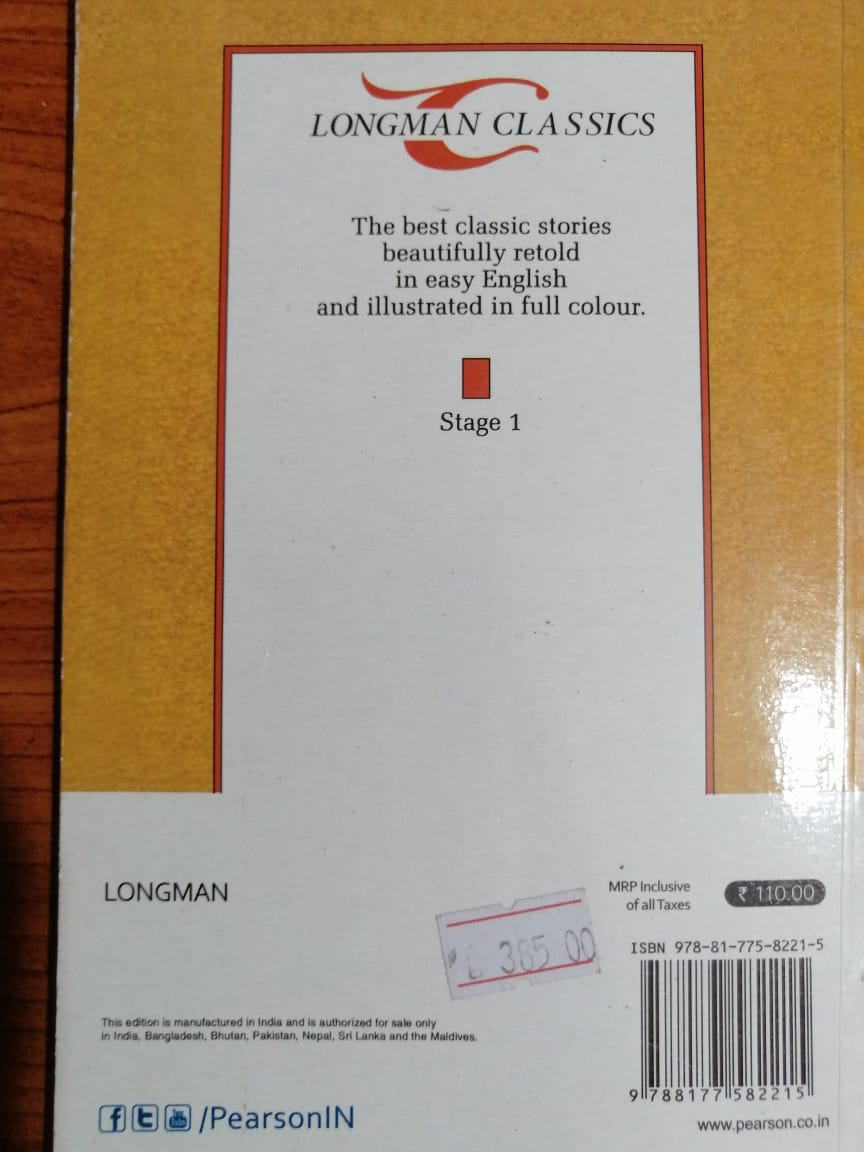 LONGMAN CLASSICS
The best classic stories
beautifully retold
in easy English
and illustrated in full colour.
Stage 1
LONGMAN
MRP Inclusive
of all Taxes
₹ 110.00
385 00
ISBN 978-81-775-8221-5
This edition is manufactured in India and is authorized for sale only
in India, Bangladesh, Bhutan, Pakistan, Nepal, Sri Lanka and the Maldives.
9 788177 582215
f t You Tube /PearsonIN
www.pearson.co.in